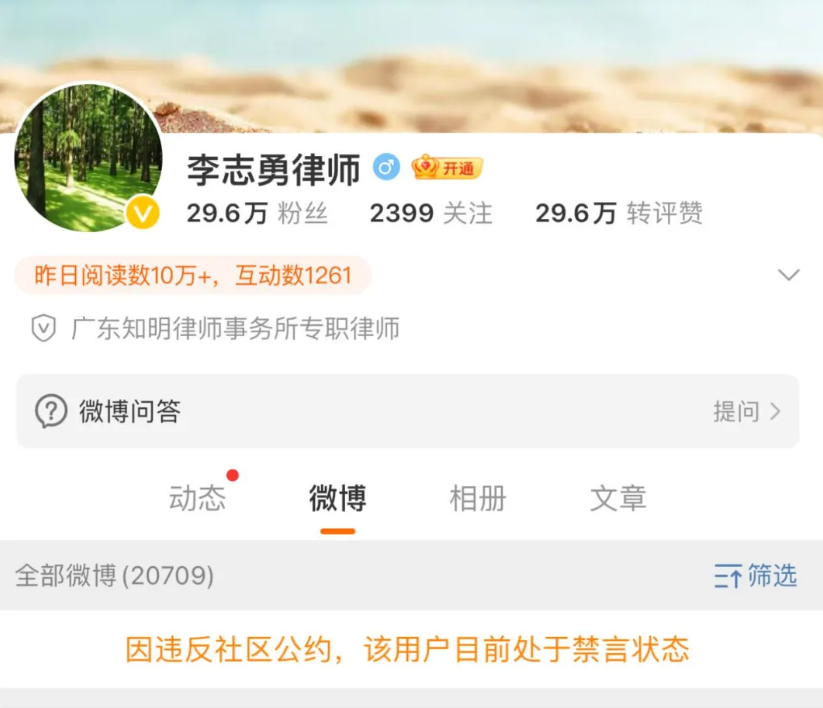 李志勇律师 开通
29.6万 粉丝 2399 关注 29.6万 转评赞
昨日阅读数10万+，互动数1261
广东知明律师事务所专职律师
微博问答 提问
动态 微博 相册 文章
全部微博(20709) 筛选
因违反社区公约，该用户目前处于禁言状态